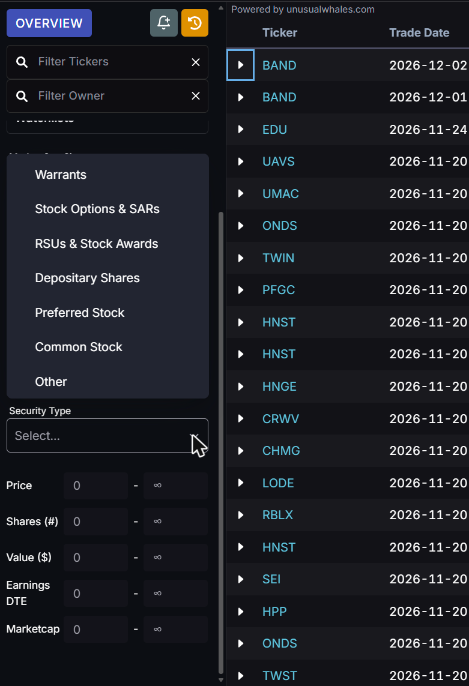 OVERVIEW
Filter Tickers
Filter Owner
Warrants
Stock Options & SARs
RSUs & Stock Awards
Depositary Shares
Preferred Stock
Common Stock
Other
Security Type
Select...
Price 0 - ∞
Shares (#) 0 - ∞
Value ($) 0 - ∞
Earnings
DTE 0 - ∞
Marketcap 0 - ∞
Powered by unusualwhales.com
Ticker Trade Date
BAND 2026-12-02
BAND 2026-12-01
EDU 2026-11-24
UAVS 2026-11-20
UMAC 2026-11-20
ONDS 2026-11-20
TWIN 2026-11-20
PFGC 2026-11-20
HNST 2026-11-20
HNST 2026-11-20
HNGE 2026-11-20
CRWV 2026-11-20
CHMG 2026-11-20
LODE 2026-11-20
RBLX 2026-11-20
HNST 2026-11-20
SEI 2026-11-20
HPP 2026-11-20
ONDS 2026-11-20
TWST 2026-11-20